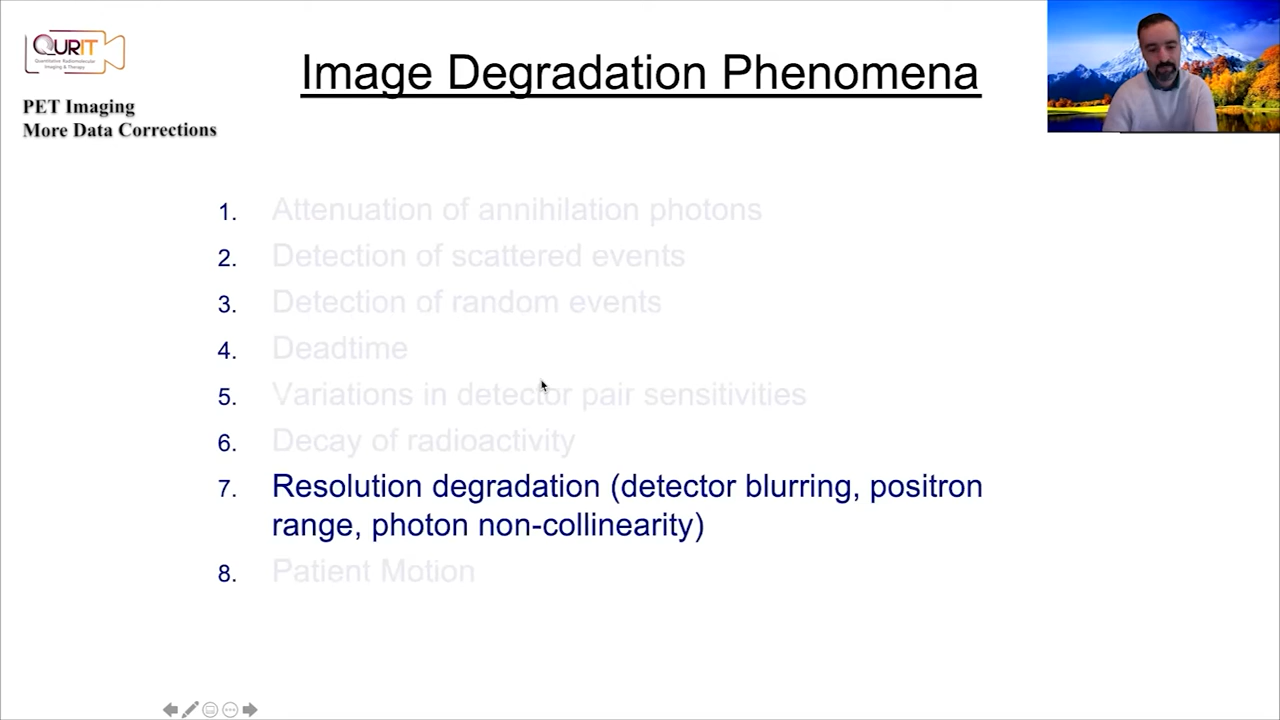 QURIT
Quantitative Radiomolecular
Imaging & Therapy
PET Imaging
More Data Corrections
Image Degradation Phenomena
1. Attenuation of annihilation photons
2. Detection of scattered events
3. Detection of random events
4. Deadtime
5. Variations in detector pair sensitivities
6. Decay of radioactivity
7. Resolution degradation (detector blurring, positron
range, photon non-collinearity)
8. Patient Motion